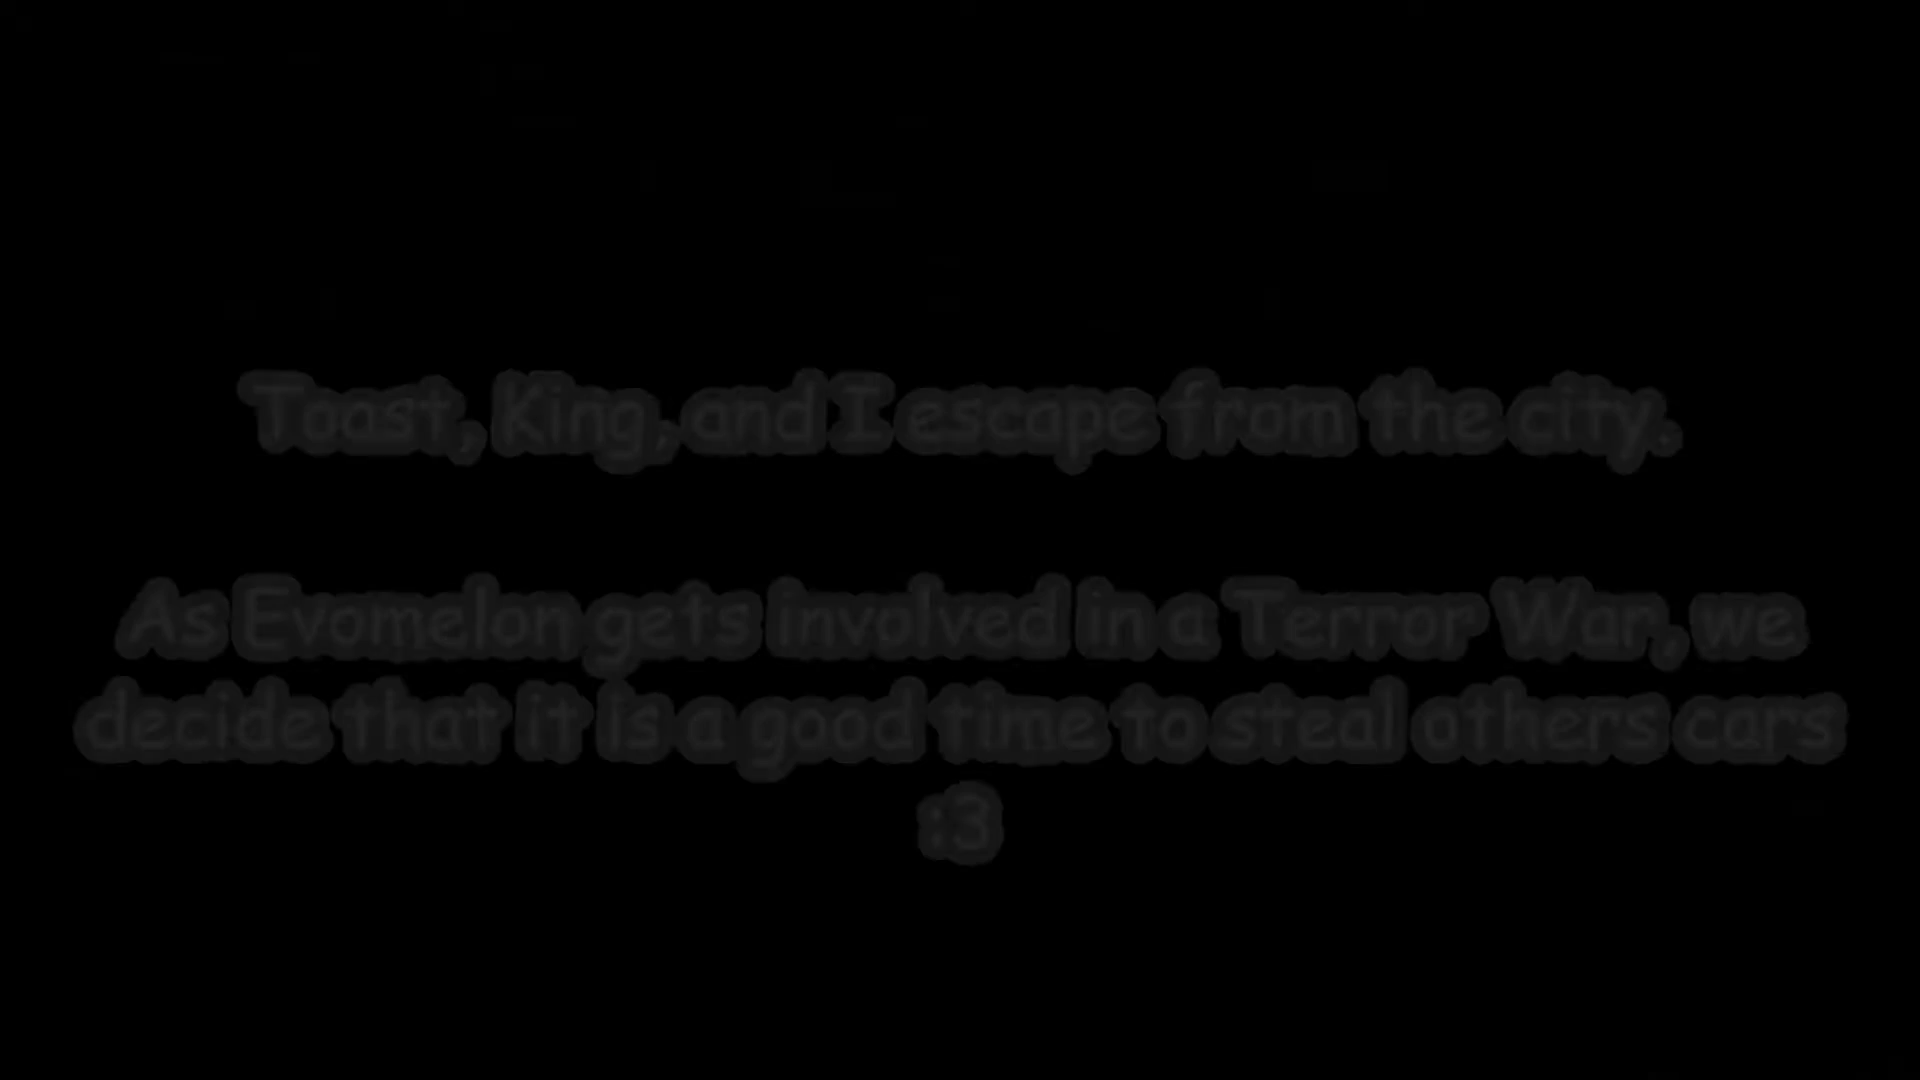 Toast, King, and I escape from the city.
As Evomelon gets involved in a Terror War, we
decide that it is a good time to steal others cars
:3